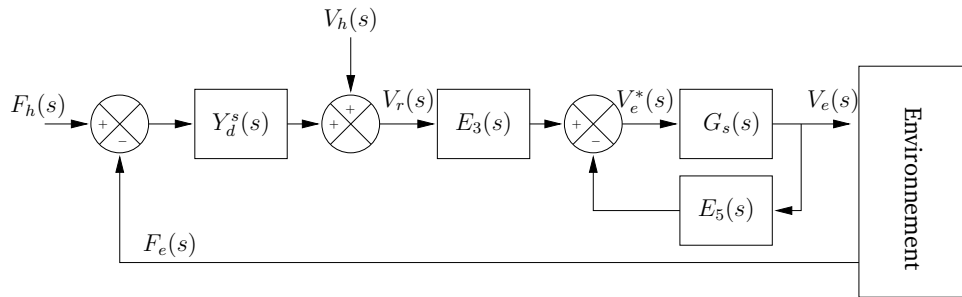 V_h(s)
F_h(s)
+
−
Y_d^s(s)
+
+
V_r(s)
E_3(s)
+
−
V_e^*(s)
G_s(s)
V_e(s)
E_5(s)
F_e(s)
Environnement